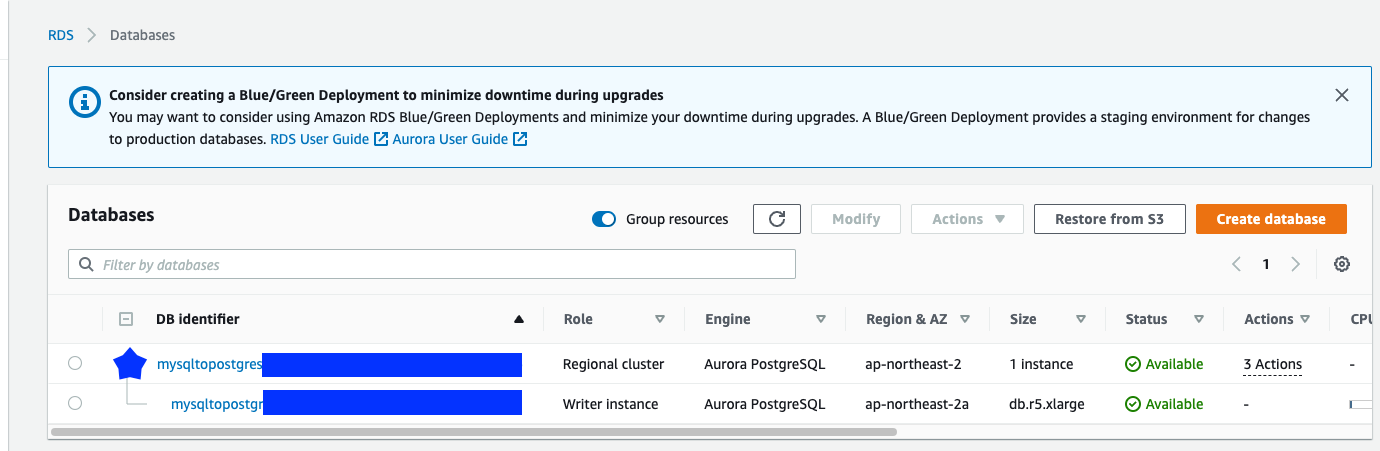 RDS > Databases
Consider creating a Blue/Green Deployment to minimize downtime during upgrades
You may want to consider using Amazon RDS Blue/Green Deployments and minimize your downtime during upgrades. A Blue/Green Deployment provides a staging environment for changes
to production databases. RDS User Guide Aurora User Guide
Databases Group resources Modify Actions Restore from S3 Create database
Filter by databases 1
DB identifier Role Engine Region & AZ Size Status Actions CPU
mysqltopostgres Regional cluster Aurora PostgreSQL ap-northeast-2 1 instance Available 3 Actions -
mysqltopostgr Writer instance Aurora PostgreSQL ap-northeast-2a db.r5.xlarge Available -